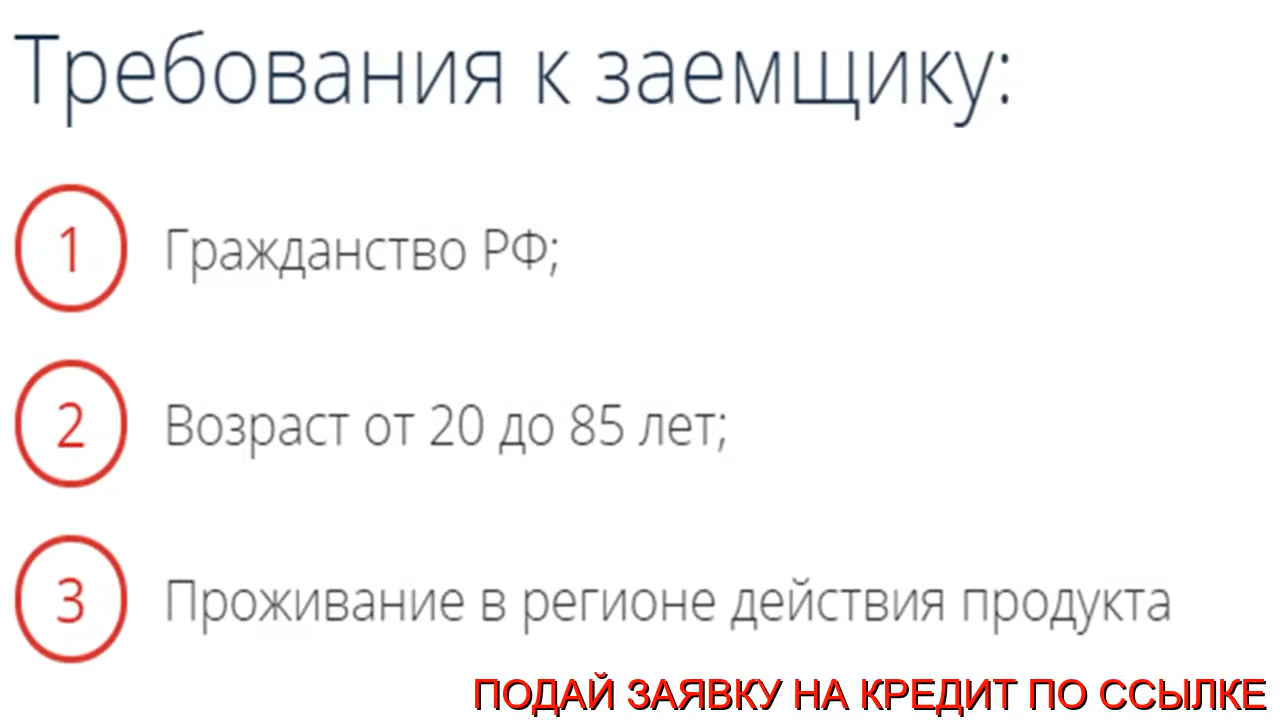 Требования к заемщику:
1 Гражданство РФ;
2 Возраст от 20 до 85 лет;
3 Проживание в регионе действия продукта
ПОДАЙ ЗАЯВКУ НА КРЕДИТ ПО ССЫЛКЕ